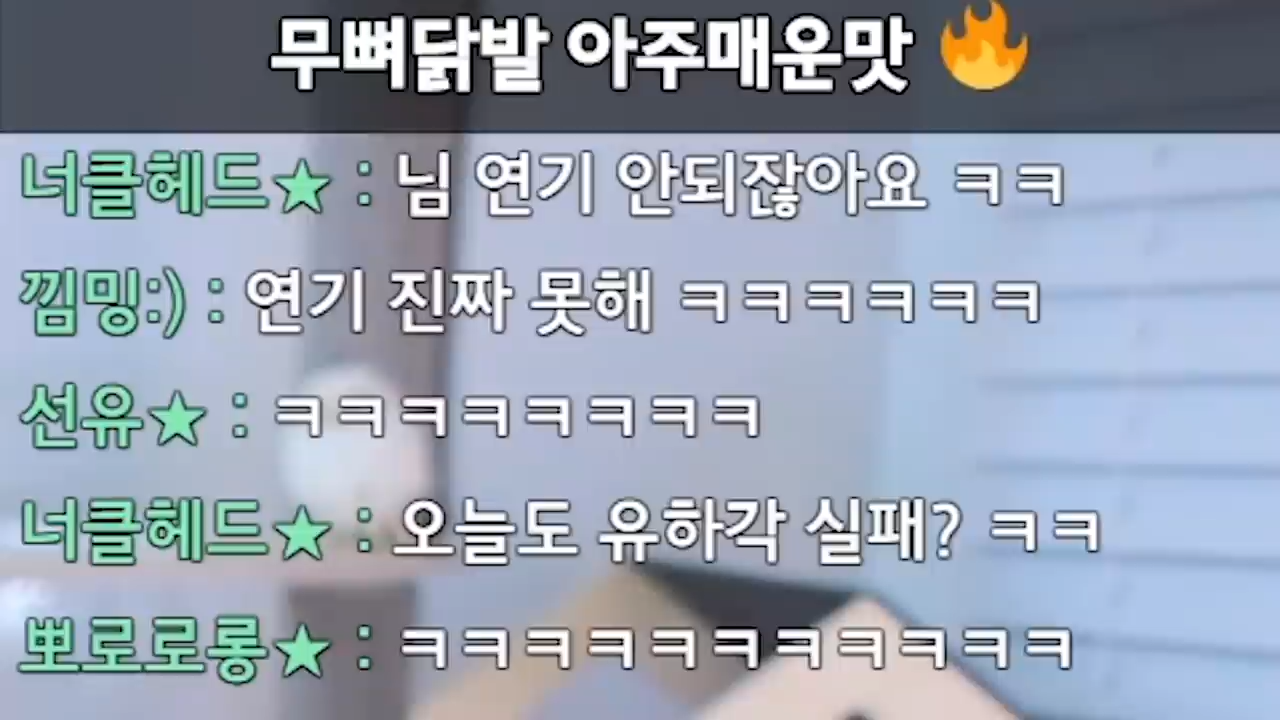 무뼈닭발 아주매운맛 🔥
너클헤드★ : 님 연기 안되잖아요 ㅋㅋ
낌밍:) : 연기 진짜 못해 ㅋㅋㅋㅋㅋㅋ
선유★ : ㅋㅋㅋㅋㅋㅋㅋㅋ
너클헤드★ : 오늘도 유하각 실패? ㅋㅋ
뽀로로롱★ : ㅋㅋㅋㅋㅋㅋㅋㅋㅋㅋㅋ